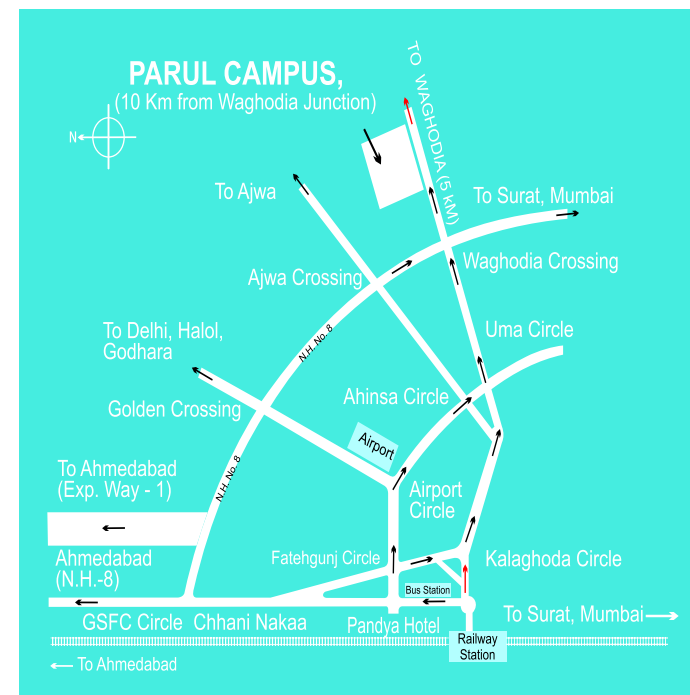 PARUL CAMPUS,
(10 Km from Waghodia Junction)
TO WAGHODIA (5 KM)
N
To Ajwa
To Surat, Mumbai
Ajwa Crossing
Waghodia Crossing
N.H. No. 8
To Delhi, Halol,
Godhara
Uma Circle
Ahinsa Circle
Golden Crossing
Airport
N.H. No. 8
To Ahmedabad
(Exp. Way - 1)
Airport
Circle
Ahmedabad
(N.H.-8)
Fatehgunj Circle
Kalaghoda Circle
Bus Station
GSFC Circle
Chhani Nakaa
Pandya Hotel
To Surat, Mumbai
Railway
Station
To Ahmedabad